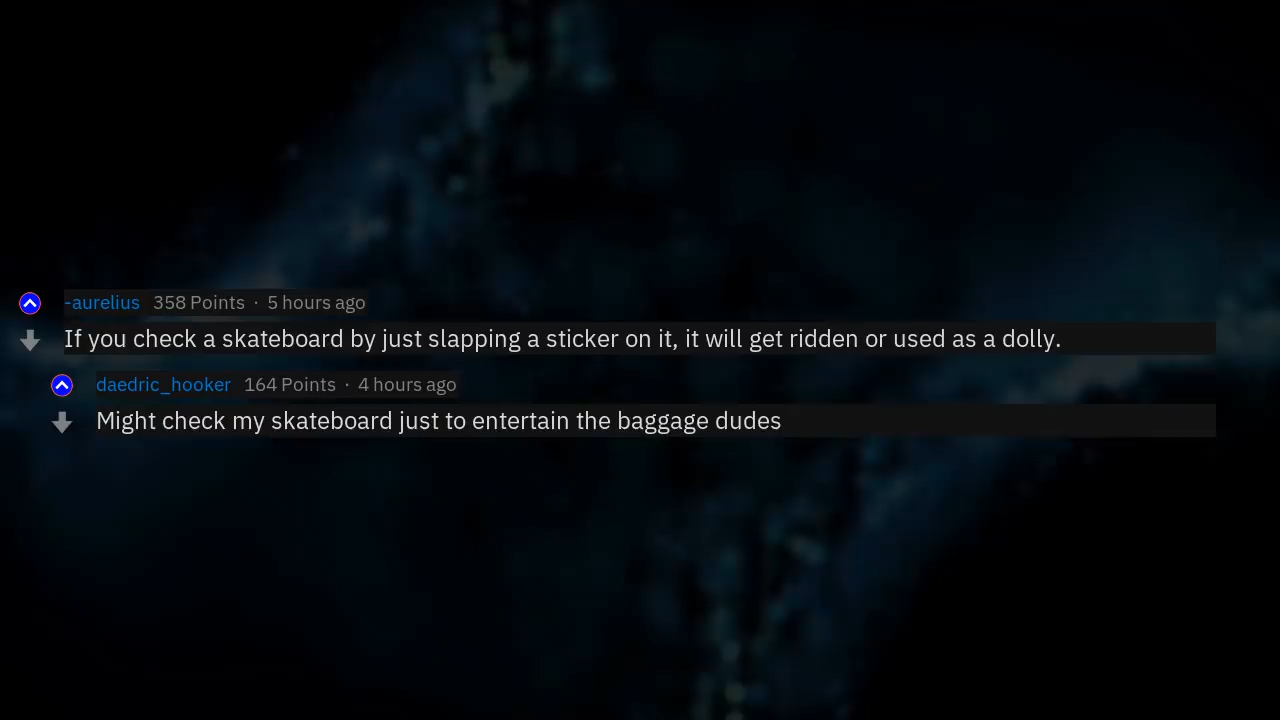 -aurelius 358 Points · 5 hours ago
If you check a skateboard by just slapping a sticker on it, it will get ridden or used as a dolly.
daedric_hooker 164 Points · 4 hours ago
Might check my skateboard just to entertain the baggage dudes